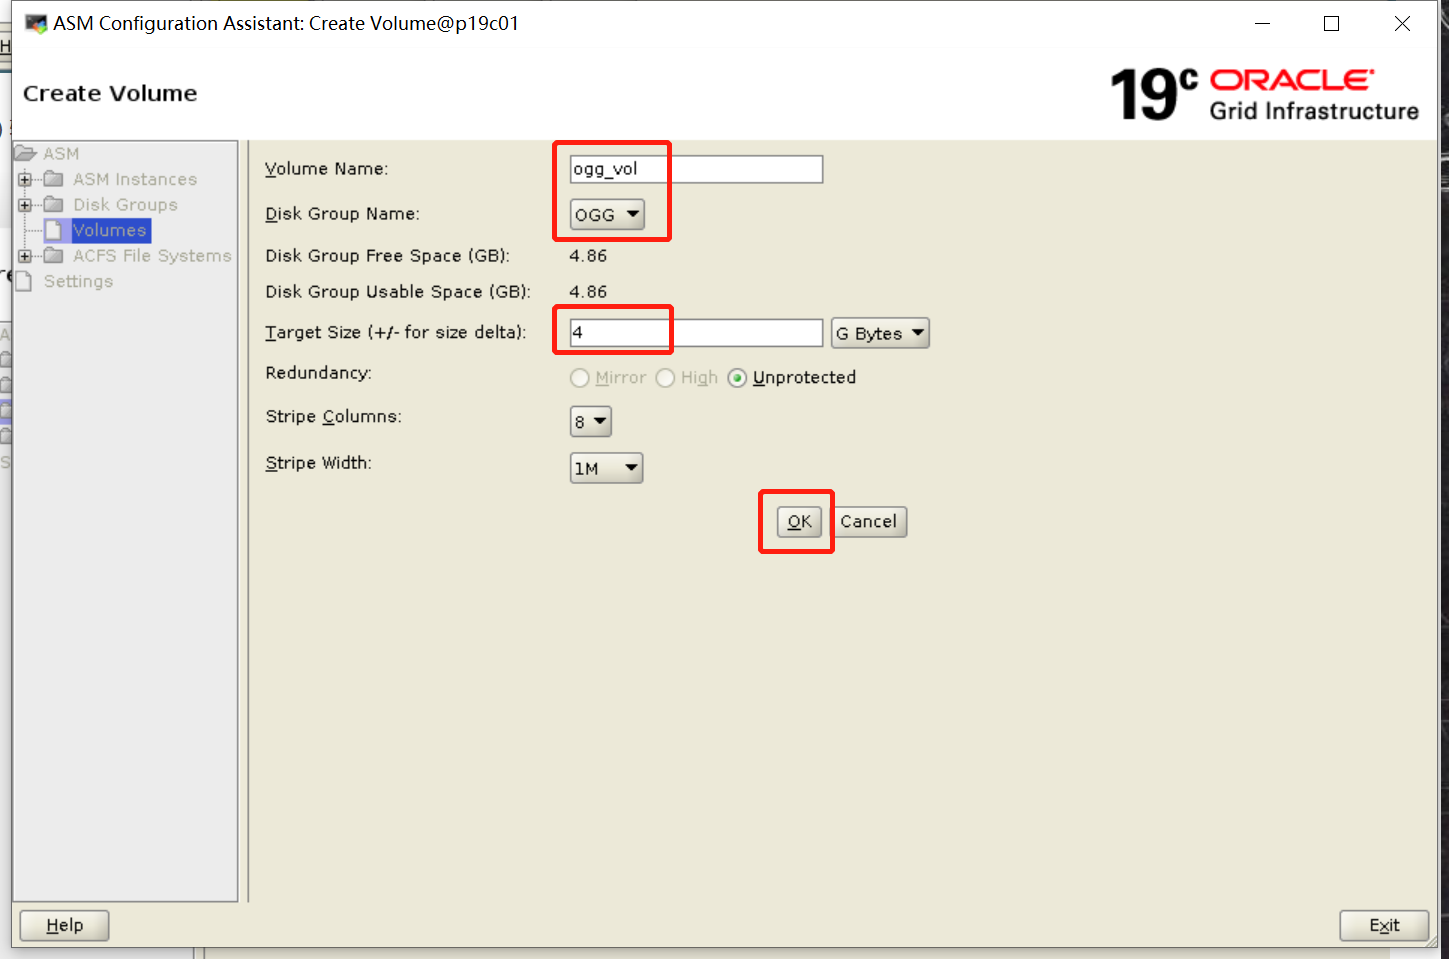 ASM Configuration Assistant: Create Volume@p19c01
Create Volume
19c ORACLE
Grid Infrastructure
ASM
ASM Instances
Disk Groups
Volumes
ACFS File Systems
Settings
Volume Name: ogg_vol
Disk Group Name: OGG
Disk Group Free Space (GB): 4.86
Disk Group Usable Space (GB): 4.86
Target Size (+/- for size delta): 4 G Bytes
Redundancy: Mirror High Unprotected
Stripe Columns: 8
Stripe Width: 1M
OK Cancel
Help Exit